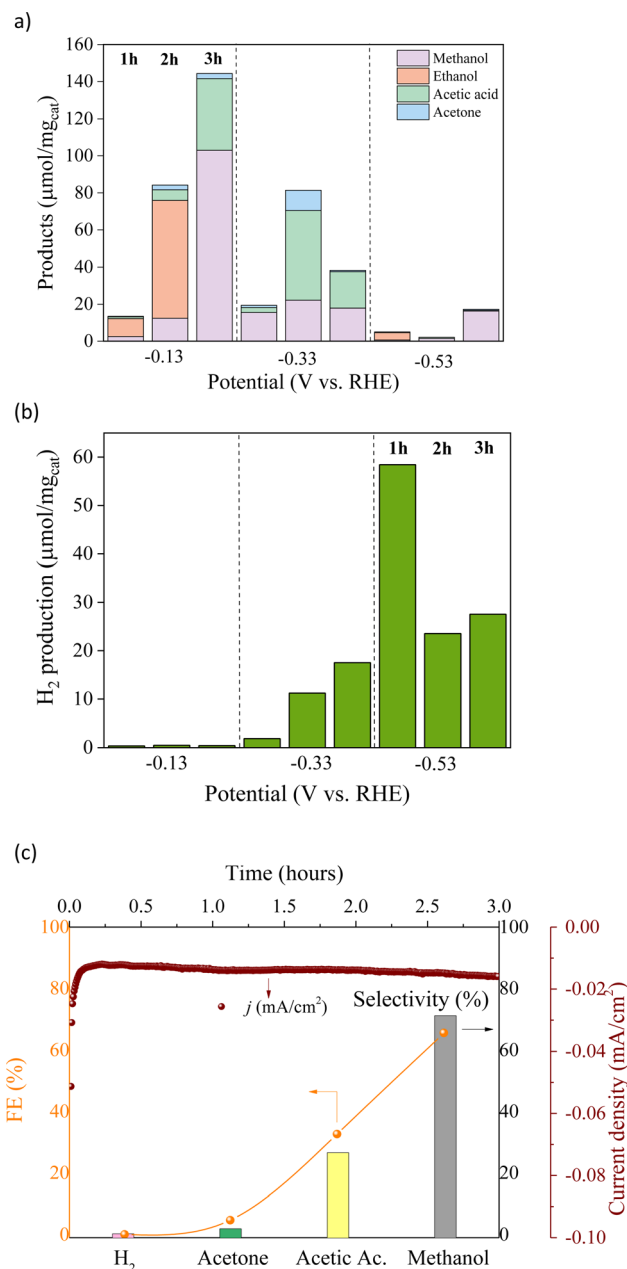 a)
160
140
120
100
80
60
40
20
0
1h 2h 3h
Methanol
Ethanol
Acetic acid
Acetone
Products (μmol/mgcat)
-0.13 -0.33 -0.53
Potential (V vs. RHE)
(b)
60
50
40
30
20
10
0
1h 2h 3h
H2 production (μmol/mgcat)
-0.13 -0.33 -0.53
Potential (V vs. RHE)
(c)
Time (hours)
0.0 0.5 1.0 1.5 2.0 2.5 3.0
100
80
60
40
20
0
FE (%)
j (mA/cm2)
Selectivity (%)
100
80
60
40
20
0
0.00
-0.02
-0.04
-0.06
-0.08
-0.10
Current density (mA/cm2)
H2 Acetone Acetic Ac. Methanol